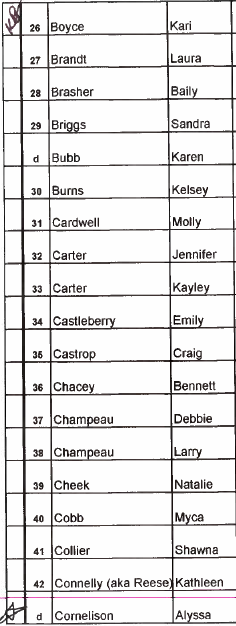 26 Boyce Kari
27 Brandt Laura
28 Brasher Baily
29 Briggs Sandra
d Bubb Karen
30 Burns Kelsey
31 Cardwell Molly
32 Carter Jennifer
33 Carter Kayley
34 Castleberry Emily
35 Castrop Craig
36 Chacey Bennett
37 Champeau Debbie
38 Champeau Larry
39 Cheek Natalie
40 Cobb Myca
41 Collier Shawna
42 Connelly (aka Reese) Kathleen
d Cornelison Alyssa